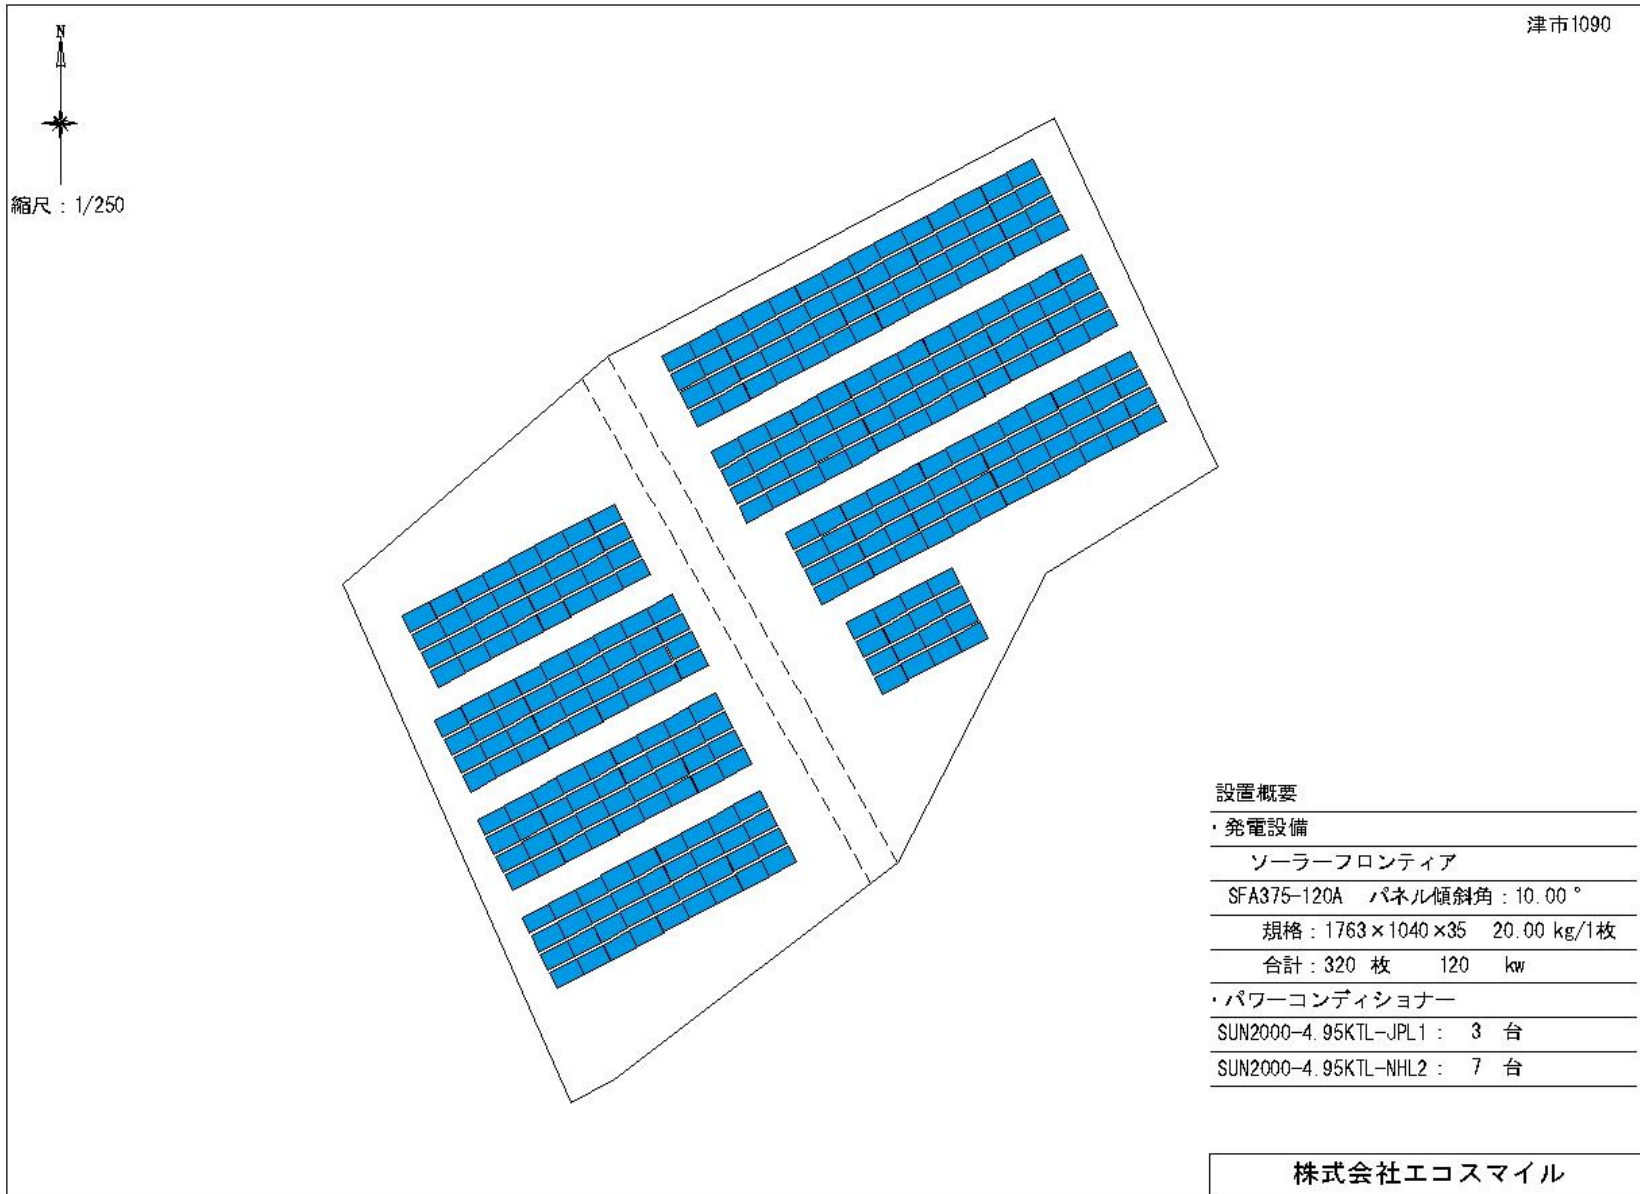 津市1090
N
縮尺：1/250
設置概要
・発電設備
ソーラーフロンティア
SFA375-120A パネル傾斜角：10.00°
規格：1763×1040×35 20.00 kg/1枚
合計：320 枚 120 kw
・パワーコンディショナー
SUN2000-4.95KTL-JPL1： 3 台
SUN2000-4.95KTL-NHL2： 7 台
株式会社エコスマイル